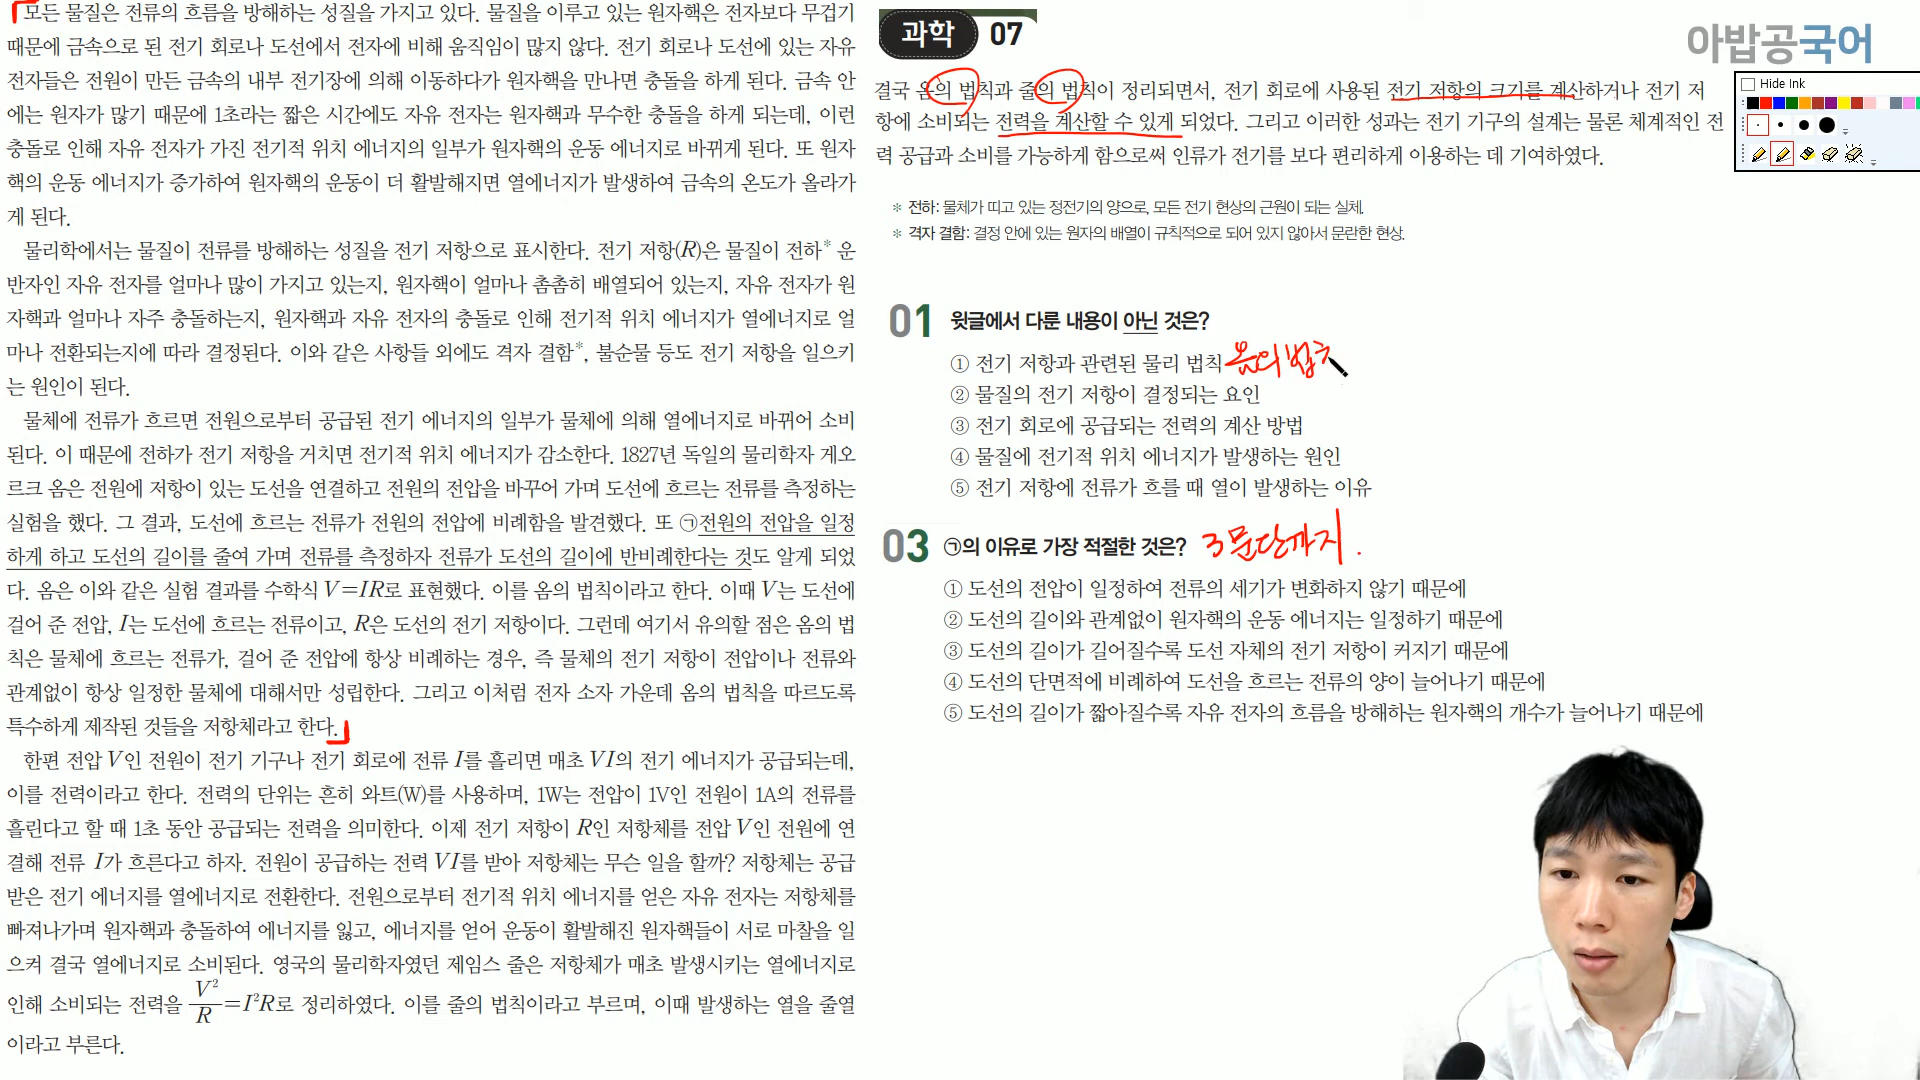 모든 물질은 전류의 흐름을 방해하는 성질을 가지고 있다. 물질을 이루고 있는 원자핵은 전자보다 무겁기
때문에 금속으로 된 전기 회로나 도선에서 전자에 비해 움직임이 많지 않다. 전기 회로나 도선에 있는 자유
전자들은 전원이 만든 금속의 내부 전기장에 의해 이동하다가 원자핵을 만나면 충돌을 하게 된다. 금속 안
에는 원자가 많기 때문에 1초라는 짧은 시간에도 자유 전자는 원자핵과 무수한 충돌을 하게 되는데, 이런
충돌로 인해 자유 전자가 가진 전기적 위치 에너지의 일부가 원자핵의 운동 에너지로 바뀌게 된다. 또 원자
핵의 운동 에너지가 증가하여 원자핵의 운동이 더 활발해지면 열에너지가 발생하여 금속의 온도가 올라가
게 된다.
물리학에서는 물질이 전류를 방해하는 성질을 전기 저항으로 표시한다. 전기 저항(R)은 물질이 전하* 운
반자인 자유 전자를 얼마나 많이 가지고 있는지, 원자핵이 얼마나 촘촘히 배열되어 있는지, 자유 전자가 원
자핵과 얼마나 자주 충돌하는지, 원자핵과 자유 전자의 충돌로 인해 전기적 위치 에너지가 열에너지로 얼
마나 전환되는지에 따라 결정된다. 이와 같은 사항들 외에도 격자 결함*, 불순물 등도 전기 저항을 일으키
는 원인이 된다.
물체에 전류가 흐르면 전원으로부터 공급된 전기 에너지의 일부가 물체에 의해 열에너지로 바뀌어 소비
된다. 이 때문에 전하가 전기 저항을 거치면 전기적 위치 에너지가 감소한다. 1827년 독일의 물리학자 게오
르크 옴은 전원에 저항이 있는 도선을 연결하고 전원의 전압을 바꾸어 가며 도선에 흐르는 전류를 측정하는
실험을 했다. 그 결과, 도선에 흐르는 전류가 전원의 전압에 비례함을 발견했다. 또 ㉠전원의 전압을 일정
하게 하고 도선의 길이를 줄여 가며 전류를 측정하자 전류가 도선의 길이에 반비례한다는 것도 알게 되었
다. 옴은 이와 같은 실험 결과를 수학식 V=IR로 표현했다. 이를 옴의 법칙이라고 한다. 이때 V는 도선에
걸어 준 전압, I는 도선에 흐르는 전류이고, R은 도선의 전기 저항이다. 그런데 여기서 유의할 점은 옴의 법
칙은 물체에 흐르는 전류가, 걸어 준 전압에 항상 비례하는 경우, 즉 물체의 전기 저항이 전압이나 전류와
관계없이 항상 일정한 물체에 대해서만 성립한다. 그리고 이처럼 전자 소자 가운데 옴의 법칙을 따르도록
특수하게 제작된 것들을 저항체라고 한다.
한편 전압 V인 전원이 전기 기구나 전기 회로에 전류 I를 흘리면 매초 VI의 전기 에너지가 공급되는데,
이를 전력이라고 한다. 전력의 단위는 흔히 와트(W)를 사용하며, 1W는 전압이 1V인 전원이 1A의 전류를
흘린다고 할 때 1초 동안 공급되는 전력을 의미한다. 이제 전기 저항이 R인 저항체를 전압 V인 전원에 연
결해 전류 I가 흐른다고 하자. 전원이 공급하는 전력 VI를 받아 저항체는 무슨 일을 할까? 저항체는 공급
받은 전기 에너지를 열에너지로 전환한다. 전원으로부터 전기적 위치 에너지를 얻은 자유 전자는 저항체를
빠져나가며 원자핵과 충돌하여 에너지를 잃고, 에너지를 얻어 운동이 활발해진 원자핵들이 서로 마찰을 일
으켜 결국 열에너지로 소비된다. 영국의 물리학자였던 제임스 줄은 저항체가 매초 발생시키는 열에너지로
인해 소비되는 전력을 V²/R=I²R로 정리하였다. 이를 줄의 법칙이라고 부르며, 이때 발생하는 열을 줄열
이라고 부른다.
과학 07
아밥공국어
Hide Ink
결국 옴의 법칙과 줄의 법칙이 정리되면서, 전기 회로에 사용된 전기 저항의 크기를 계산하거나 전기 저
항에 소비되는 전력을 계산할 수 있게 되었다. 그리고 이러한 성과는 전기 기구의 설계는 물론 체계적인 전
력 공급과 소비를 가능하게 함으로써 인류가 전기를 보다 편리하게 이용하는 데 기여하였다.
* 전하: 물체가 띠고 있는 정전기의 양으로, 모든 전기 현상의 근원이 되는 실체.
* 격자 결함: 결정 안에 있는 원자의 배열이 규칙적으로 되어 있지 않아서 문란한 현상.
01 윗글에서 다룬 내용이 아닌 것은?
① 전기 저항과 관련된 물리 법칙 옴의 법칙
② 물질의 전기 저항이 결정되는 요인
③ 전기 회로에 공급되는 전력의 계산 방법
④ 물질에 전기적 위치 에너지가 발생하는 원인
⑤ 전기 저항에 전류가 흐를 때 열이 발생하는 이유
03 ㉠의 이유로 가장 적절한 것은? 3문단까지.
① 도선의 전압이 일정하여 전류의 세기가 변화하지 않기 때문에
② 도선의 길이와 관계없이 원자핵의 운동 에너지는 일정하기 때문에
③ 도선의 길이가 길어질수록 도선 자체의 전기 저항이 커지기 때문에
④ 도선의 단면적에 비례하여 도선을 흐르는 전류의 양이 늘어나기 때문에
⑤ 도선의 길이가 짧아질수록 자유 전자의 흐름을 방해하는 원자핵의 개수가 늘어나기 때문에